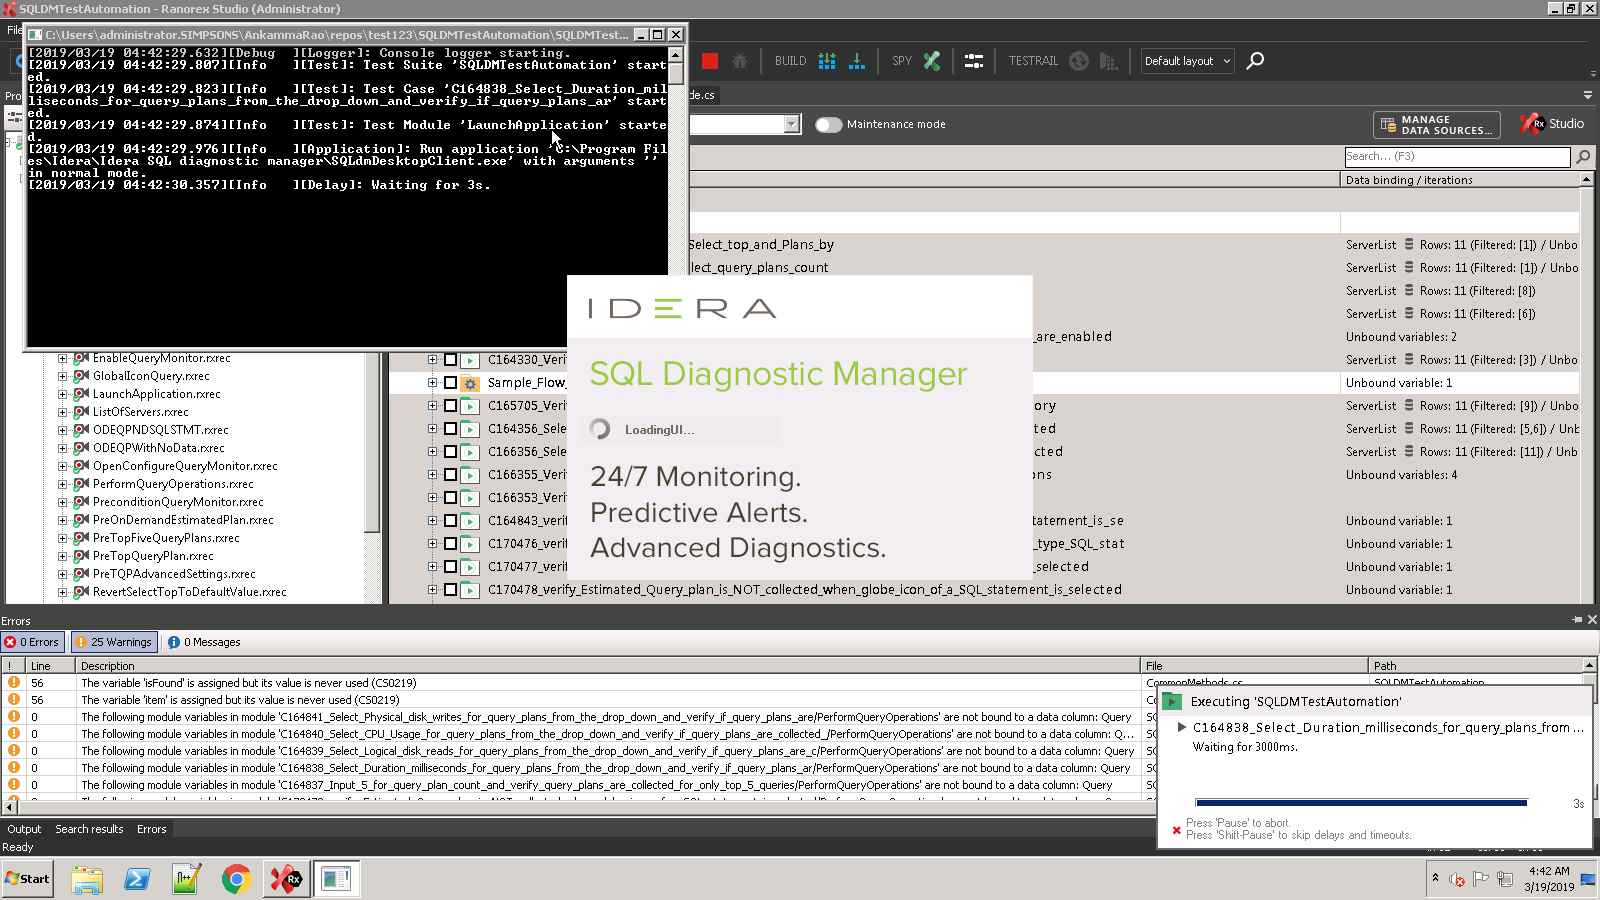 SQLDMTestAutomation - Ranorex Studio (Administrator)
C:\Users\administrator.SIMPSONS\AnkammaRao\repos\test123\SQLDMTestAutomation\SQLDMTest...
[2019/03/19 04:42:29.632][Debug ][Logger]: Console logger starting.
[2019/03/19 04:42:29.807][Info ][Test]: Test Suite 'SQLDMTestAutomation' start
ed.
[2019/03/19 04:42:29.823][Info ][Test]: Test Case 'C164838_Select_Duration_mil
liseconds_for_query_plans_from_the_drop_down_and_verify_if_query_plans_ar' start
ed.
[2019/03/19 04:42:29.874][Info ][Test]: Test Module 'LaunchApplication' starte
d.
[2019/03/19 04:42:29.976][Info ][Application]: Run application 'C:\Program Fil
es\Idera\Idera SQL diagnostic manager\SQLdmDesktopClient.exe' with arguments ''
in normal mode.
[2019/03/19 04:42:30.357][Info ][Delay]: Waiting for 3s.
BUILD
SPY
TESTRAIL
Default layout
de.cs
Maintenance mode
MANAGE
DATA SOURCES...
Rx Studio
Search... (F3)
Data binding / iterations
Select_top_and_Plans_by
ServerList Rows: 11 (Filtered: [1]) / Unbo
lect_query_plans_count
ServerList Rows: 11 (Filtered: [1]) / Unbo
ServerList Rows: 11 (Filtered: [8])
ServerList Rows: 11 (Filtered: [6])
_are_enabled
Unbound variables: 2
C164330_Veri
ServerList Rows: 11 (Filtered: [3]) / Unbo
Sample_Flow_
Unbound variable: 1
C165705_Veri
ory
ServerList Rows: 11 (Filtered: [9]) / Unbo
C164356_Sele
ted
ServerList Rows: 11 (Filtered: [5,6]) / Unb
C166356_Sele
cted
ServerList Rows: 11 (Filtered: [11]) / Unb
C166355_Veri
ons
Unbound variables: 4
C166353_Veri
C164843_verif
tatement_is_se
Unbound variable: 1
C170476_verif
_type_SQL_stat
Unbound variable: 1
C170477_verif
_selected
Unbound variable: 1
C170478_verify_Estimated_Query_plan_is_NOT_collected_when_globe_icon_of_a_SQL_statement_is_selected
Unbound variable: 1
EnableQueryMonitor.rxrec
GlobalIconQuery.rxrec
LaunchApplication.rxrec
ListOfServers.rxrec
ODEQPNDSQLSTMT.rxrec
ODEQPWithNoData.rxrec
OpenConfigureQueryMonitor.rxrec
PerformQueryOperations.rxrec
PreconditionQueryMonitor.rxrec
PreOnDemandEstimatedPlan.rxrec
PreTopFiveQueryPlans.rxrec
PreTopQueryPlan.rxrec
PreTQPAdvancedSettings.rxrec
RevertSelectTopToDefaultValue.rxrec
IDERA
SQL Diagnostic Manager
LoadingUI...
24/7 Monitoring.
Predictive Alerts.
Advanced Diagnostics.
Errors
0 Errors 25 Warnings 0 Messages
! Line Description File Path
56 The variable 'isFound' is assigned but its value is never used (CS0219) CommonMethods.cs SQLDMTestAutomation
56 The variable 'item' is assigned but its value is never used (CS0219)
0 The following module variables in module 'C164841_Select_Physical_disk_writes_for_query_plans_from_the_drop_down_and_verify_if_query_plans_are/PerformQueryOperations' are not bound to a data column: Query
0 The following module variables in module 'C164840_Select_CPU_Usage_for_query_plans_from_the_drop_down_and_verify_if_query_plans_are_collected_/PerformQueryOperations' are not bound to a data column: Q...
0 The following module variables in module 'C164839_Select_Logical_disk_reads_for_query_plans_from_the_drop_down_and_verify_if_query_plans_are_c/PerformQueryOperations' are not bound to a data column: Query
0 The following module variables in module 'C164838_Select_Duration_milliseconds_for_query_plans_from_the_drop_down_and_verify_if_query_plans_ar/PerformQueryOperations' are not bound to a data column: Query
0 The following module variables in module 'C164837_Input_5_for_query_plan_count_and_verify_query_plans_are_collected_for_only_top_5_queries/PerformQueryOperations' are not bound to a data column: Query
Executing 'SQLDMTestAutomation'
C164838_Select_Duration_milliseconds_for_query_plans_from ...
Waiting for 3000ms.
3s
Press 'Pause' to abort.
Press 'Shift-Pause' to skip delays and timeouts.
Output Search results Errors
Ready
Start
4:42 AM
3/19/2019